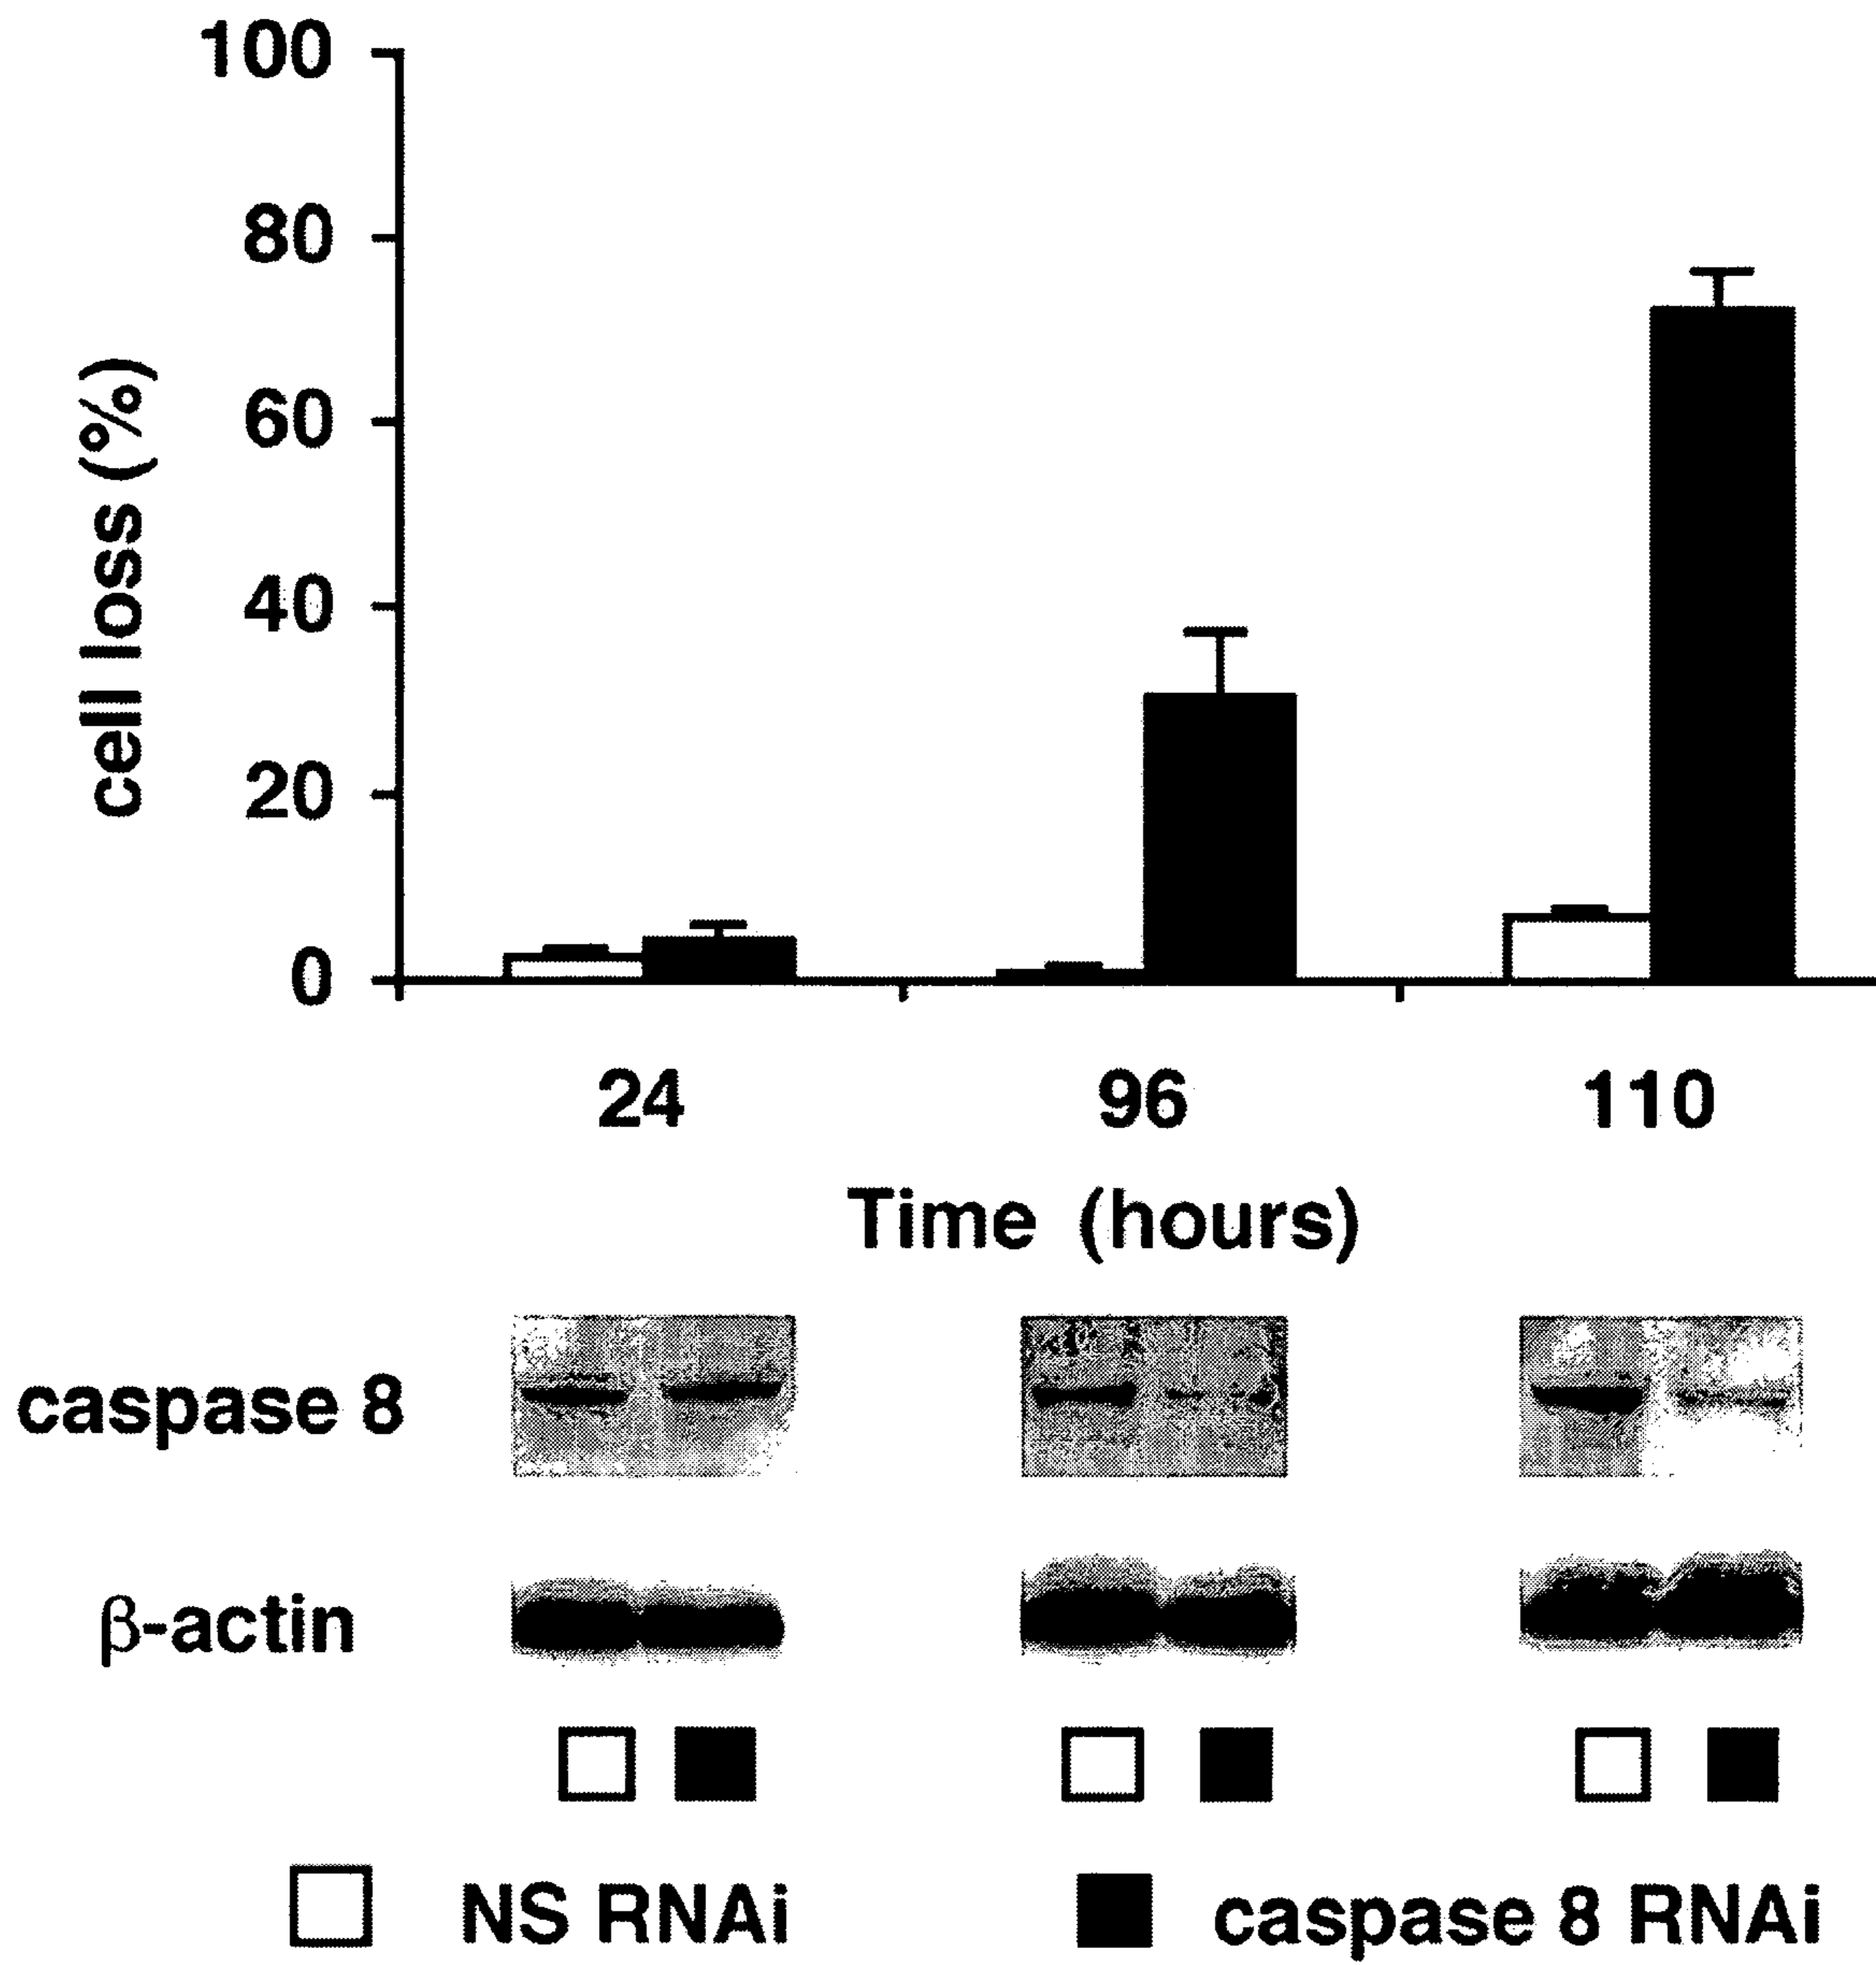 100
80
60
40
20
0
cell loss (%)
24 96 110
Time (hours)
caspase 8
β-actin
NS RNAi caspase 8 RNAi